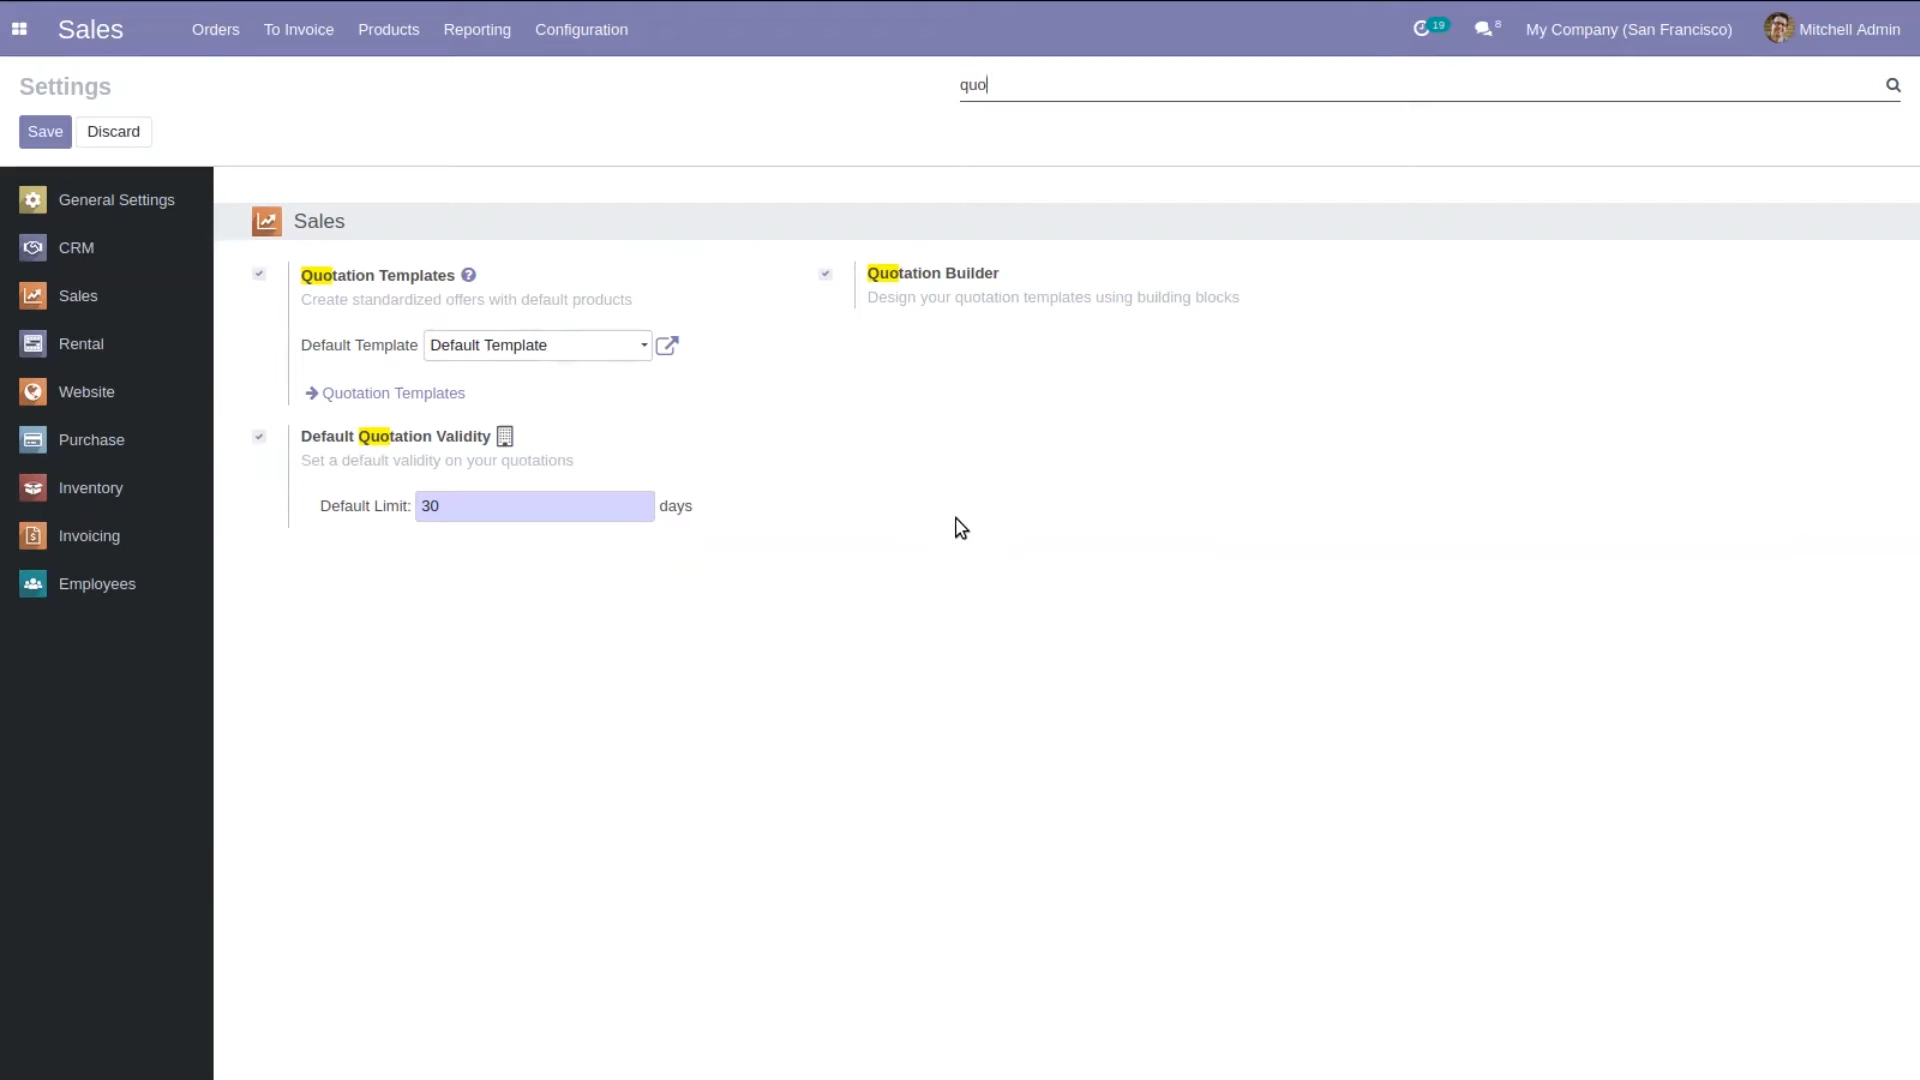 Sales Orders To Invoice Products Reporting Configuration 19 8 My Company (San Francisco) Mitchell Admin
Settings
quo
Save Discard
General Settings
CRM
Sales
Rental
Website
Purchase
Inventory
Invoicing
Employees
Sales
Quotation Templates ?
Create standardized offers with default products
Default Template Default Template
Quotation Templates
Quotation Builder
Design your quotation templates using building blocks
Default Quotation Validity
Set a default validity on your quotations
Default Limit: 30 days